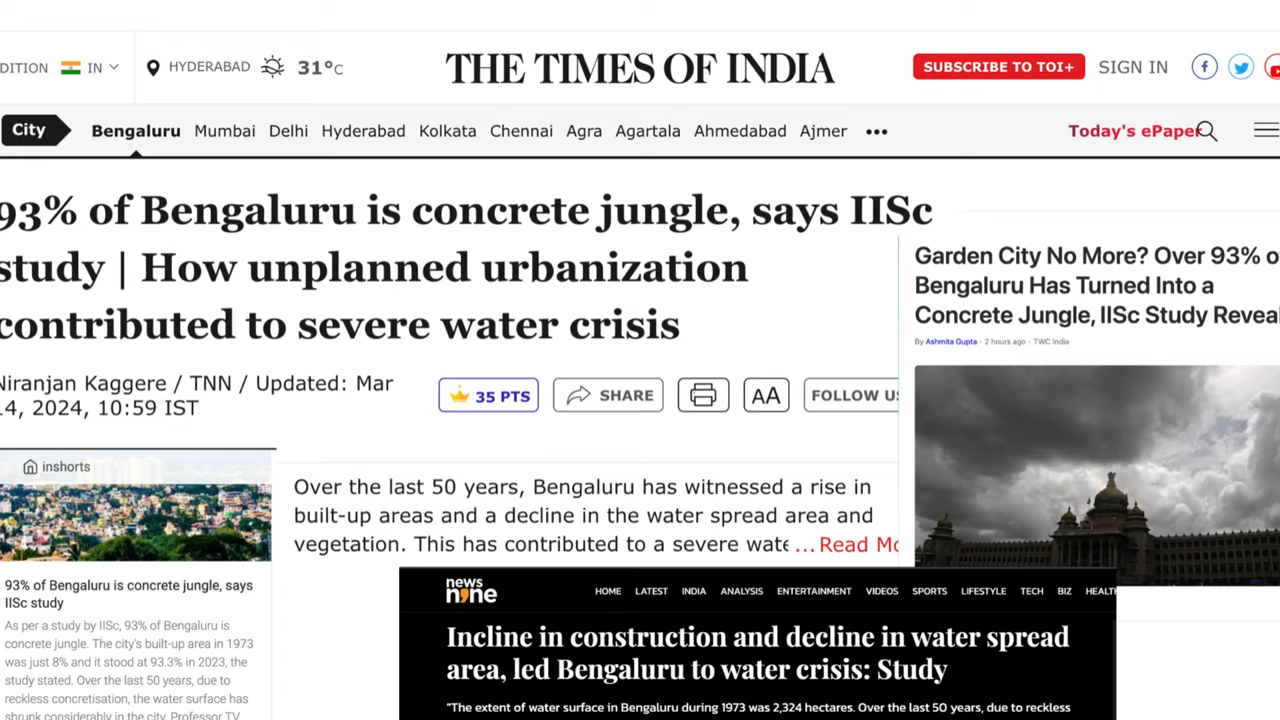 DITION IN HYDERABAD 31°C THE TIMES OF INDIA SUBSCRIBE TO TOI+ SIGN IN
City Bengaluru Mumbai Delhi Hyderabad Kolkata Chennai Agra Agartala Ahmedabad Ajmer ••• Today's ePaper
93% of Bengaluru is concrete jungle, says IISc
study | How unplanned urbanization
contributed to severe water crisis
Niranjan Kaggere / TNN / Updated: Mar
14, 2024, 10:59 IST
35 PTS SHARE AA FOLLOW US
Garden City No More? Over 93% o
Bengaluru Has Turned Into a
Concrete Jungle, IISc Study Reveal
By Ashmita Gupta · 2 hours ago · TWC India
Over the last 50 years, Bengaluru has witnessed a rise in
built-up areas and a decline in the water spread area and
vegetation. This has contributed to a severe wate ...Read Mo
inshorts
93% of Bengaluru is concrete jungle, says
IISc study
As per a study by IISc, 93% of Bengaluru is
concrete jungle. The city's built-up area in 1973
was just 8% and it stood at 93.3% in 2023, the
study stated. Over the last 50 years, due to
reckless concretisation, the water surface has
shrunk considerably in the city. Professor TV
news n9ne HOME LATEST INDIA ANALYSIS ENTERTAINMENT VIDEOS SPORTS LIFESTYLE TECH BIZ HEALTH
Incline in construction and decline in water spread
area, led Bengaluru to water crisis: Study
"The extent of water surface in Bengaluru during 1973 was 2,324 hectares. Over the last 50 years, due to reckless